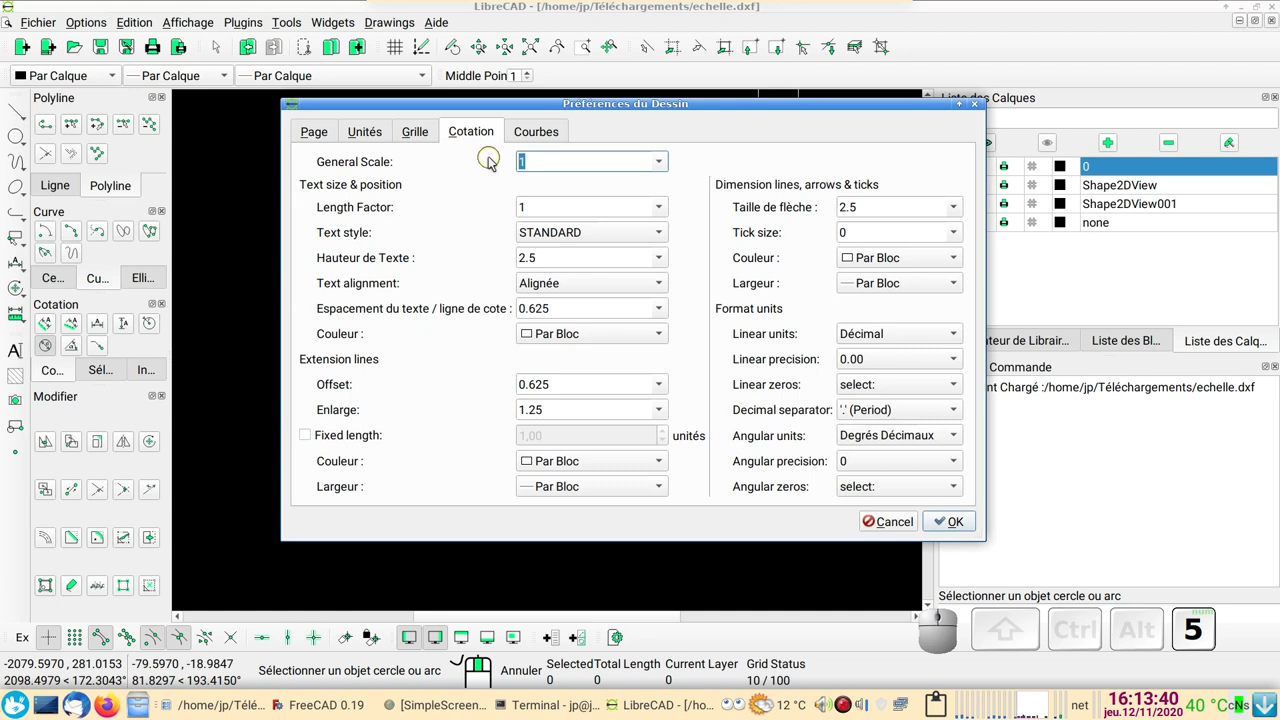 LibreCAD - [/home/jp/Téléchargements/echelle.dxf]
Fichier Options Edition Affichage Plugins Tools Widgets Drawings Aide
Par Calque Par Calque Par Calque Middle Poin 1
Polyline
Ligne Polyline
Curve
Ce... Cu... Elli...
Cotation
Co... Sél... In...
Modifier
Préférences du Dessin
Page Unités Grille Cotation Courbes
General Scale: 1
Text size & position
Length Factor: 1
Text style: STANDARD
Hauteur de Texte : 2.5
Text alignment: Alignée
Espacement du texte / ligne de cote : 0.625
Couleur : Par Bloc
Extension lines
Offset: 0.625
Enlarge: 1.25
Fixed length: 1,00 unités
Couleur : Par Bloc
Largeur : Par Bloc
Dimension lines, arrows & ticks
Taille de flèche : 2.5
Tick size: 0
Couleur : Par Bloc
Largeur : Par Bloc
Format units
Linear units: Décimal
Linear precision: 0.00
Linear zeros: select:
Decimal separator: '.' (Period)
Angular units: Degrés Décimaux
Angular precision: 0
Angular zeros: select:
Cancel OK
Liste des Calques
0
Shape2DView
Shape2DView001
none
ateur de Librair... Liste des Bl... Liste des Calq...
Commande
nt Chargé :/home/jp/Téléchargements/echelle.dxf
Sélectionner un objet cercle ou arc
Ctrl Alt 5
Ex
-2079.5970 , 281.0153 -79.5970 , -18.9847
2098.4979 < 172.3043° 81.8297 < 193.4150°
Sélectionner un objet cercle ou arc Annuler
Selected Total Length Current Layer Grid Status
0 0 0 10 / 100
/home/jp/Télé... FreeCAD 0.19 [SimpleScreen... Terminal - jp@j... LibreCAD - [/ho... 12 °C net 16:13:40 40 °C
jeu.12/11/2020